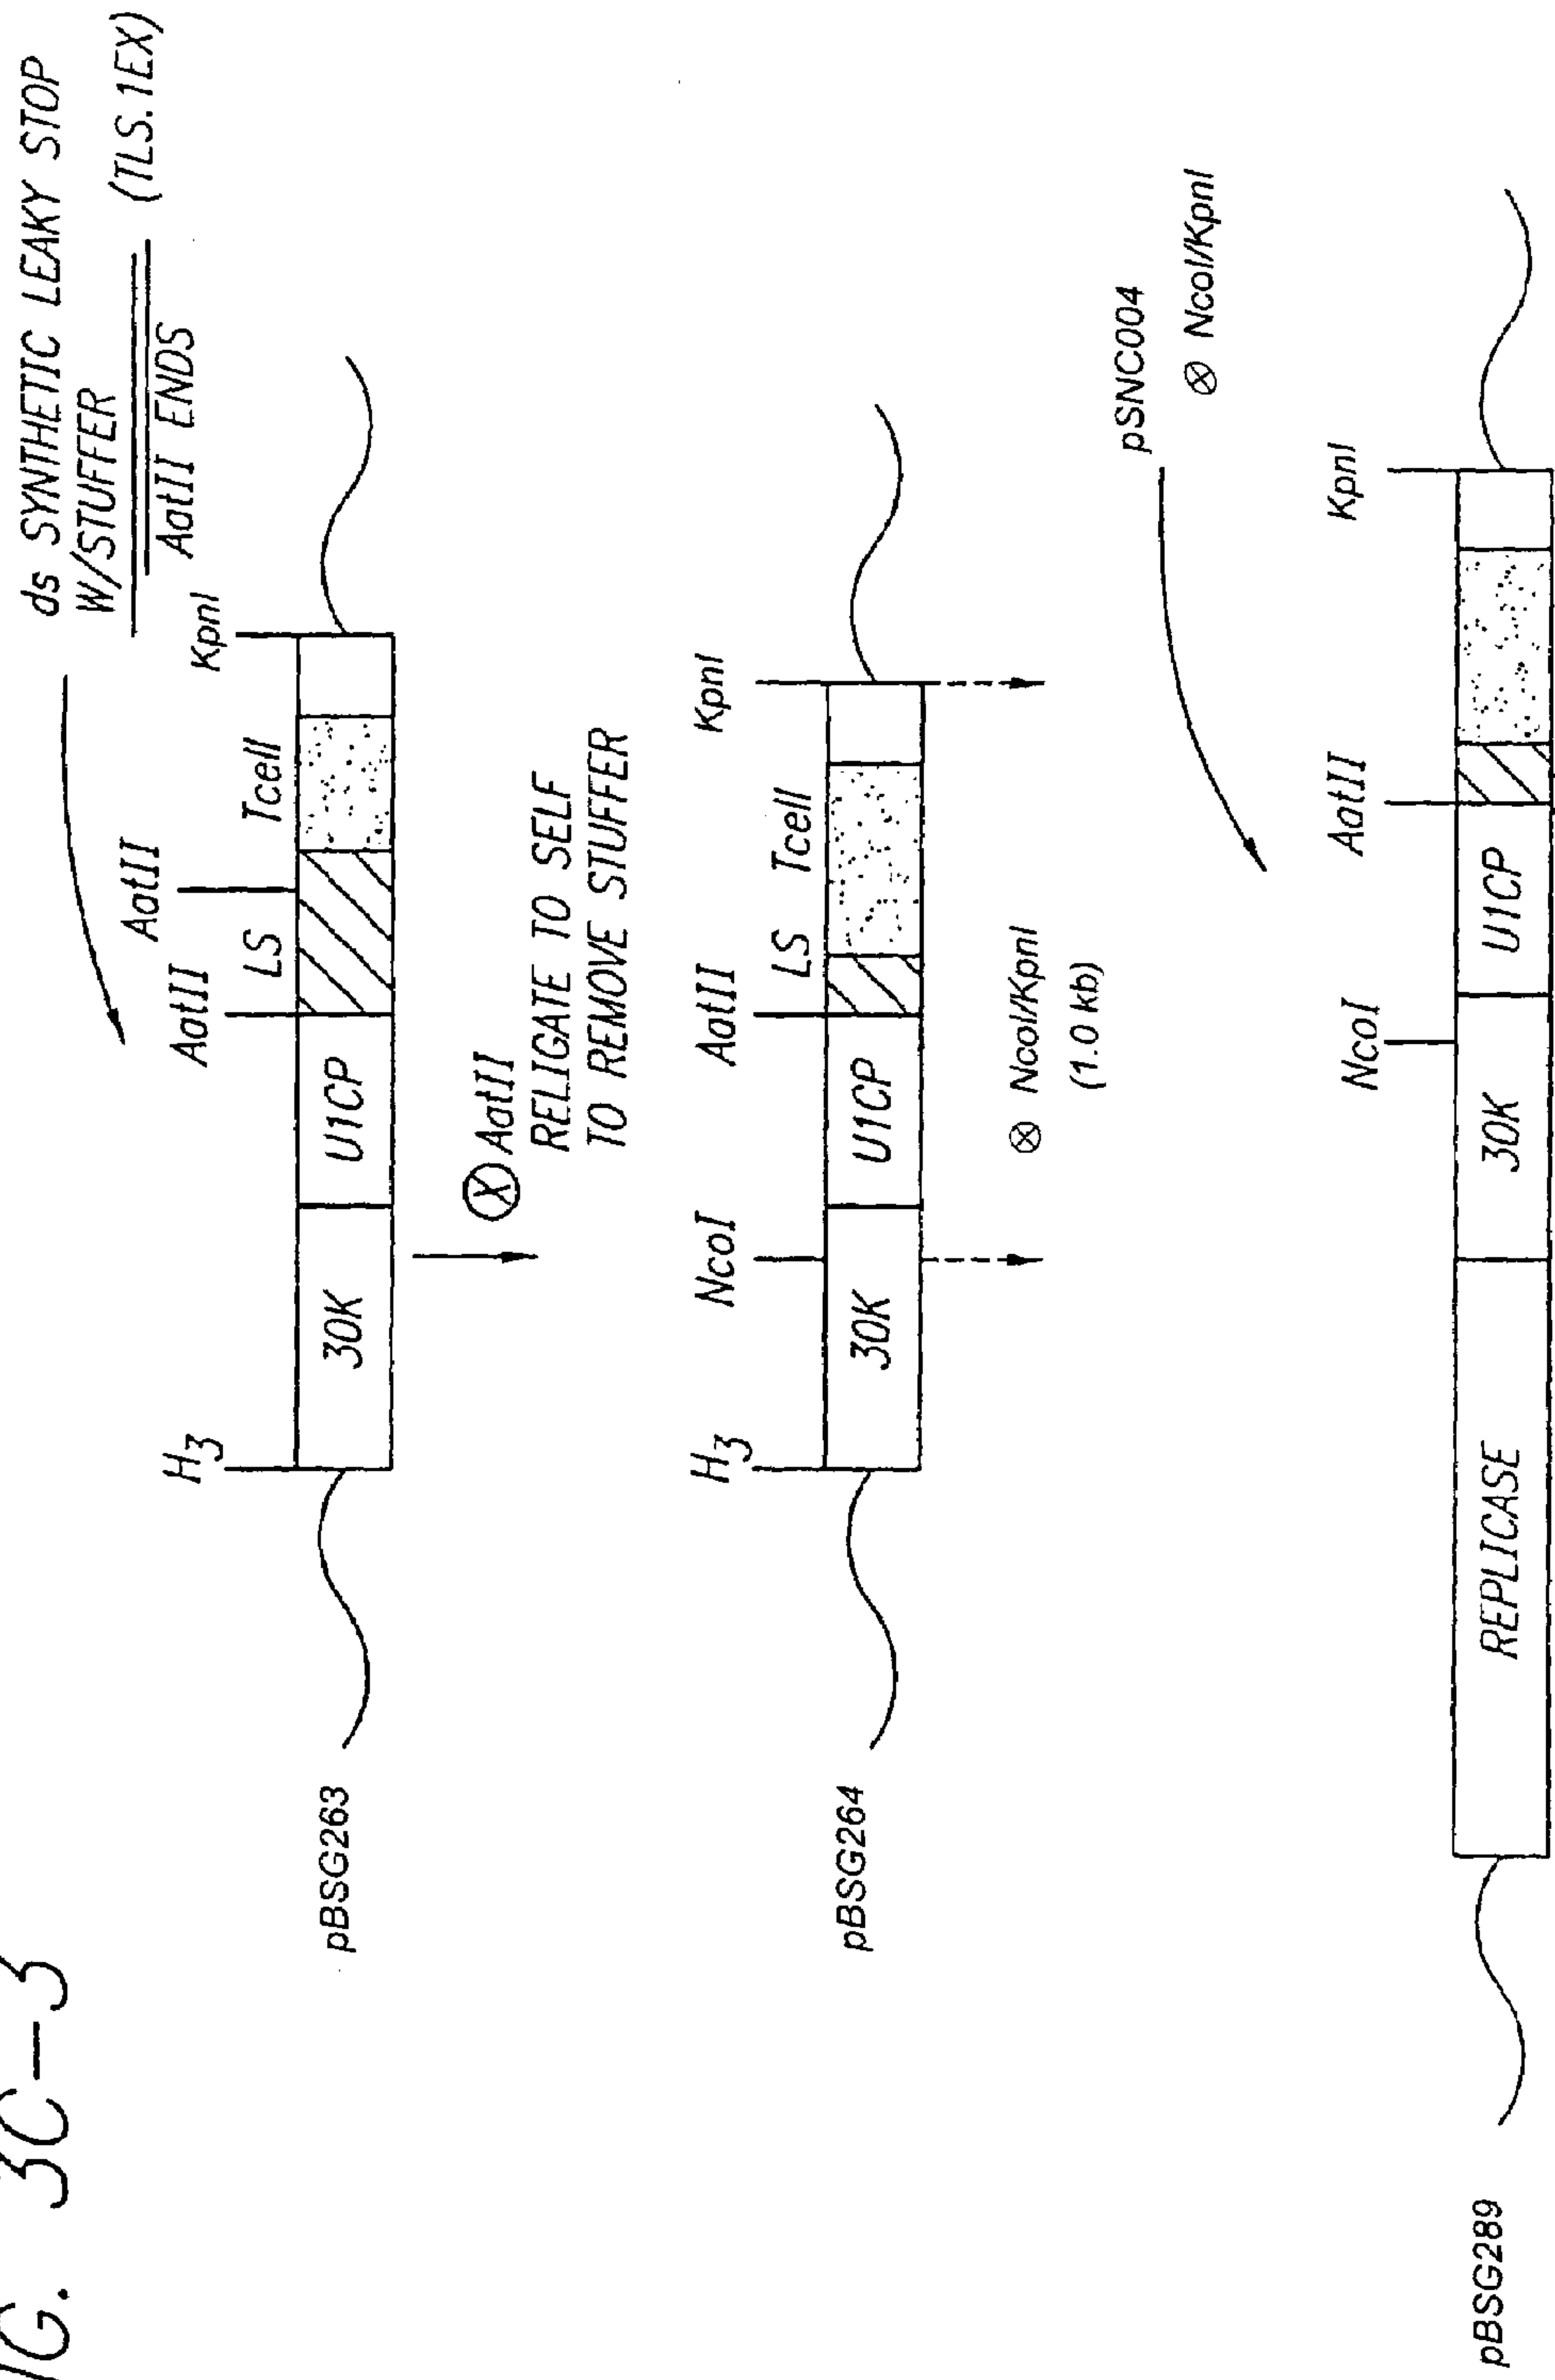 IG. 3C-3
ds SYNTHETIC LEAKY STOP
W/STUFFER
(TLS.1EX)
AatII ENDS
AatII
AatII
H3
LS
Tcell
KpnI
pBSG263
30K
U1CP
X AatII
RELIGATE TO SELF
TO REMOVE STUFFER
H3
NcoI
AatII
KpnI
LS
Tcell
pBSG264
30K
U1CP
⊗ NcoI/KpnI
(1.0 kb)
pSNC004
⊗ NcoI/KpnI
NcoI
AatII
KpnI
pBSG289
REPLICASE
30K
U1CP